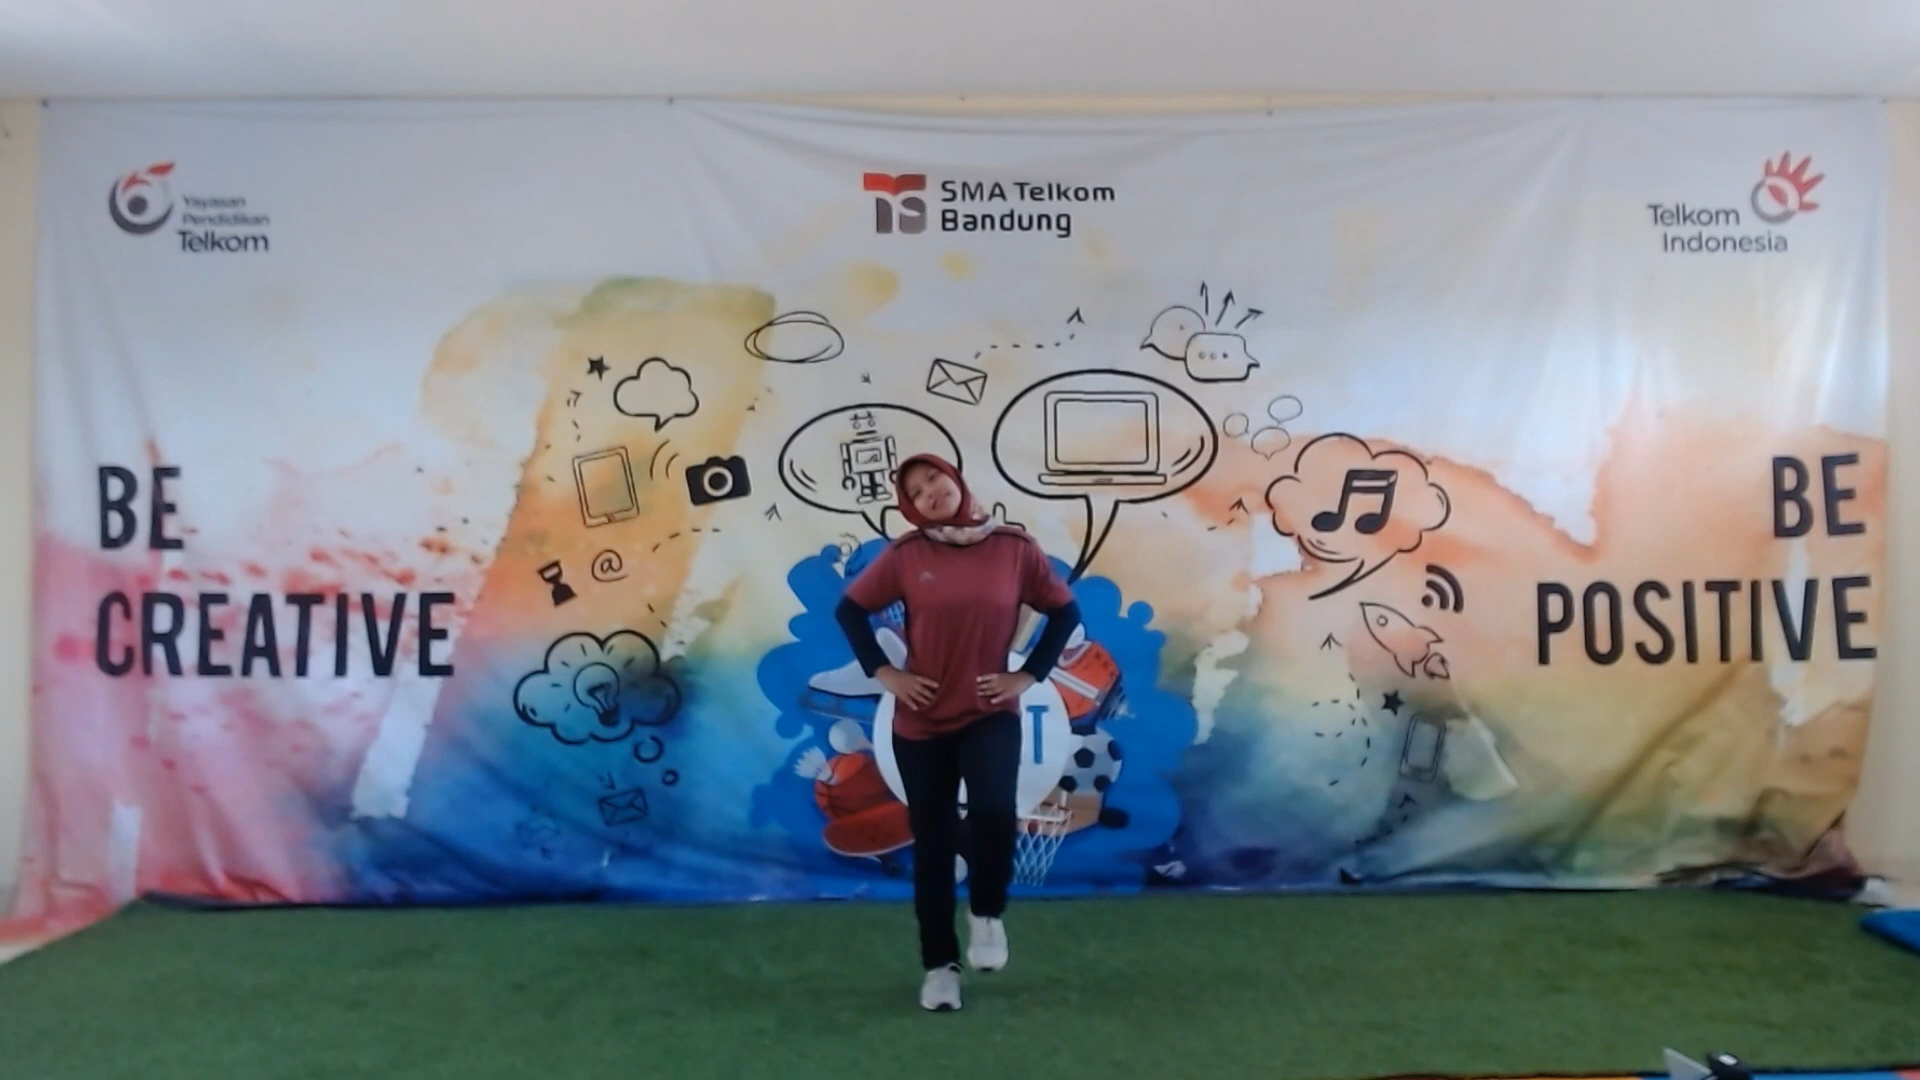 Yayasan
Pendidikan
Telkom
SMA Telkom
Bandung
Telkom
Indonesia
BE
CREATIVE
@
BE
POSITIVE
T